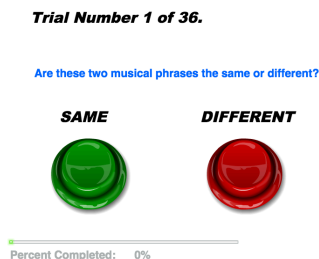 Trial Number 1 of 36.
Are these two musical phrases the same or different?
SAME DIFFERENT
Percent Completed: 0%